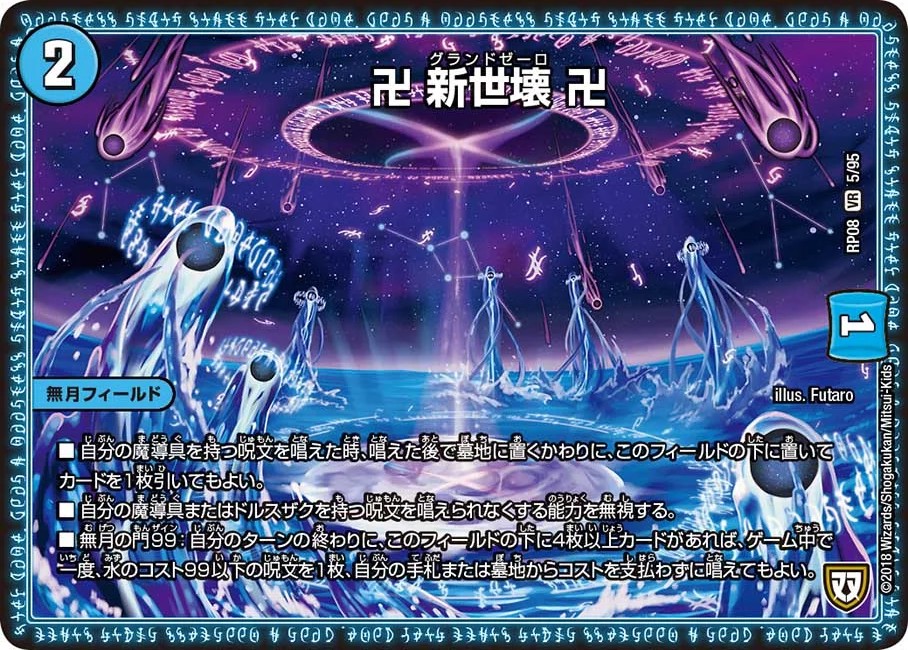 2
グランドゼーロ
卍 新世壊 卍
RP08 VR 5/95
1
無月フィールド
illus. Futaro
■自分の魔導具を持つ呪文を唱えた時、唱えた後で墓地に置くかわりに、このフィールドの下に置いて
カードを1枚引いてもよい。
■自分の魔導具またはドルスザクを持つ呪文を唱えられなくする能力を無視する。
■無月の門99:自分のターンの終わりに、このフィールドの下に4枚以上カードがあれば、ゲーム中で
一度、水のコスト99以下の呪文を1枚、自分の手札または墓地からコストを支払わずに唱えてもよい。
©2018 Wizards/Shogakukan/Mitsui-Kids